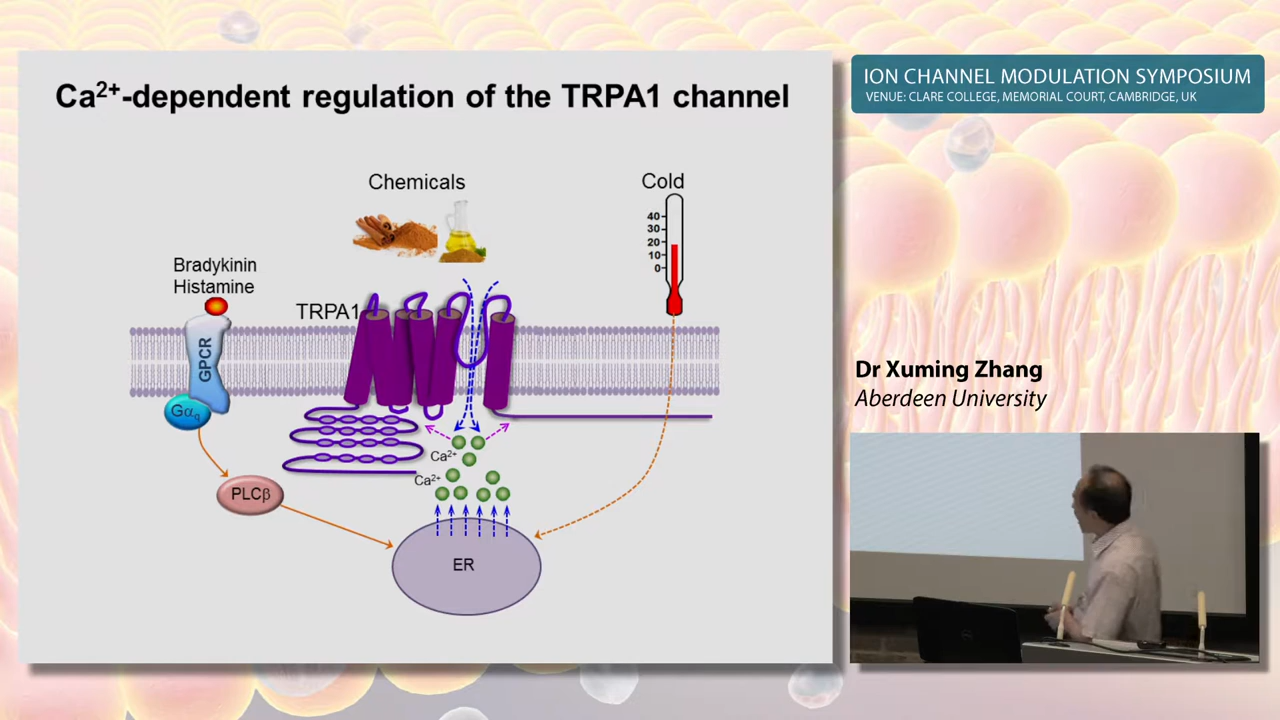 Ca²⁺-dependent regulation of the TRPA1 channel
Chemicals
Cold
40
30
20
10
0
Bradykinin
Histamine
TRPA1
GPCR
Gαq
Ca²⁺
Ca²⁺
PLCβ
ER
ION CHANNEL MODULATION SYMPOSIUM
VENUE: CLARE COLLEGE, MEMORIAL COURT, CAMBRIDGE, UK
Dr Xuming Zhang
Aberdeen University